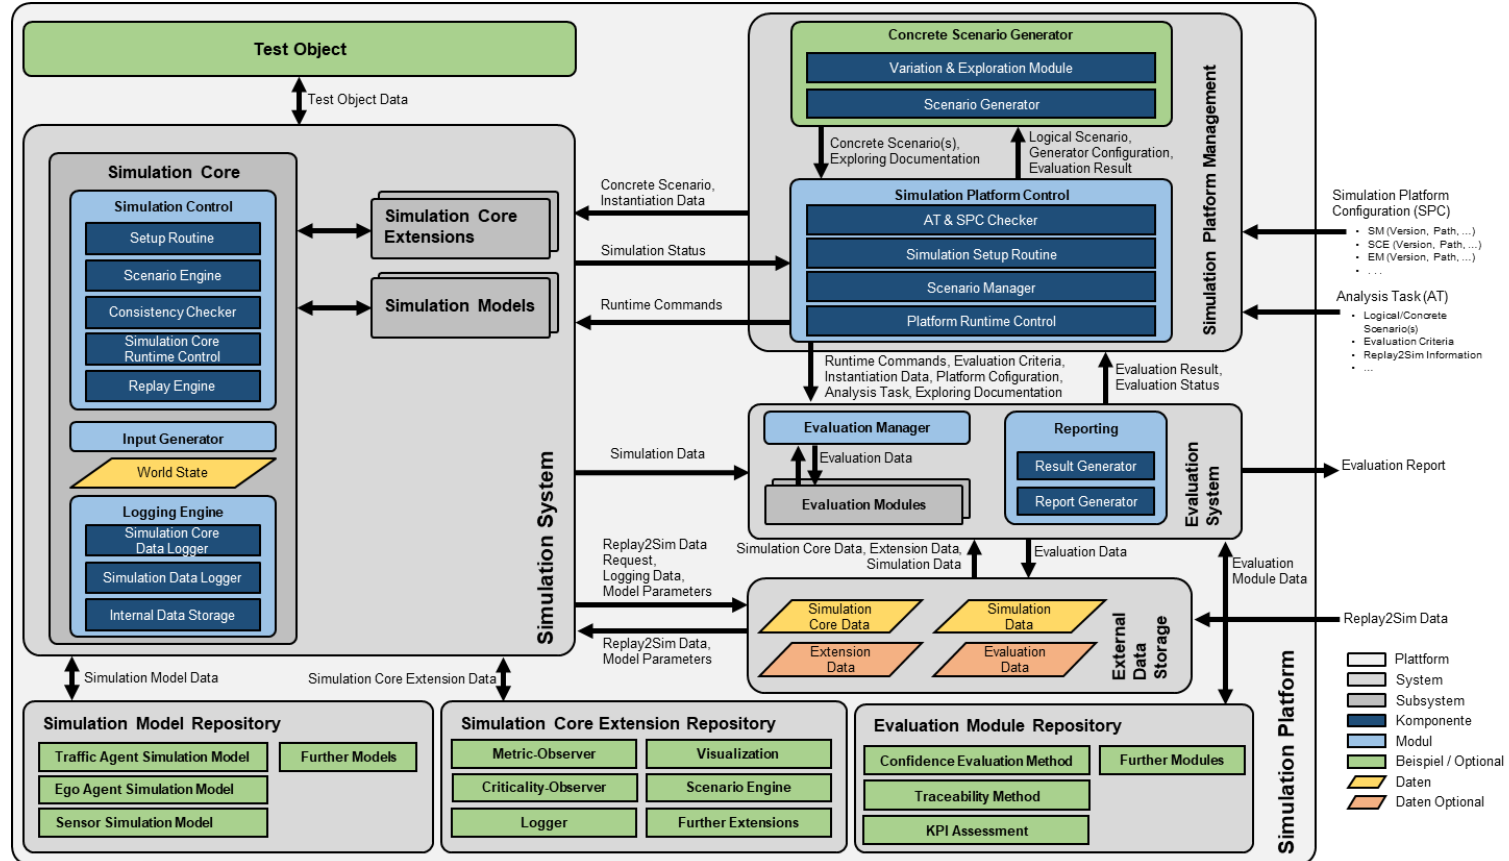 Test Object
Test Object Data
Simulation System
Simulation Core
Simulation Control
Setup Routine
Scenario Engine
Consistency Checker
Simulation Core
Runtime Control
Replay Engine
Input Generator
World State
Logging Engine
Simulation Core
Data Logger
Simulation Data Logger
Internal Data Storage
Simulation Core
Extensions
Simulation Models
Concrete Scenario,
Instantiation Data
Simulation Status
Runtime Commands
Simulation Data
Replay2Sim Data
Request,
Logging Data,
Model Parameters
Replay2Sim Data,
Model Parameters
Simulation Platform Management
Concrete Scenario Generator
Variation & Exploration Module
Scenario Generator
Concrete Scenario(s),
Exploring Documentation
Logical Scenario,
Generator Configuration,
Evaluation Result
Simulation Platform Control
AT & SPC Checker
Simulation Setup Routine
Scenario Manager
Platform Runtime Control
Runtime Commands, Evaluation Criteria,
Instantiation Data, Platform Cofiguration,
Analysis Task, Exploring Documentation
Evaluation Result,
Evaluation Status
Evaluation Manager
Evaluation Data
Evaluation Modules
Reporting
Result Generator
Report Generator
Evaluation
System
Simulation Core Data, Extension Data,
Simulation Data
Evaluation Data
Evaluation
Module Data
Simulation
Core Data
Simulation
Data
Extension
Data
Evaluation
Data
External
Data
Storage
Simulation Platform
Configuration (SPC)
• SM (Version, Path, ...)
• SCE (Version, Path, ...)
• EM (Version, Path, ...)
• . . .
Analysis Task (AT)
• Logical/Concrete
Scenario(s)
• Evaluation Criteria
• Replay2Sim Information
• ...
Evaluation Report
Replay2Sim Data
Simulation Model Data
Simulation Core Extension Data
Simulation Model Repository
Traffic Agent Simulation Model
Further Models
Ego Agent Simulation Model
Sensor Simulation Model
Simulation Core Extension Repository
Metric-Observer
Visualization
Criticality-Observer
Scenario Engine
Logger
Further Extensions
Evaluation Module Repository
Confidence Evaluation Method
Further Modules
Traceability Method
KPI Assessment
Simulation Platform
Plattform
System
Subsystem
Komponente
Modul
Beispiel / Optional
Daten
Daten Optional